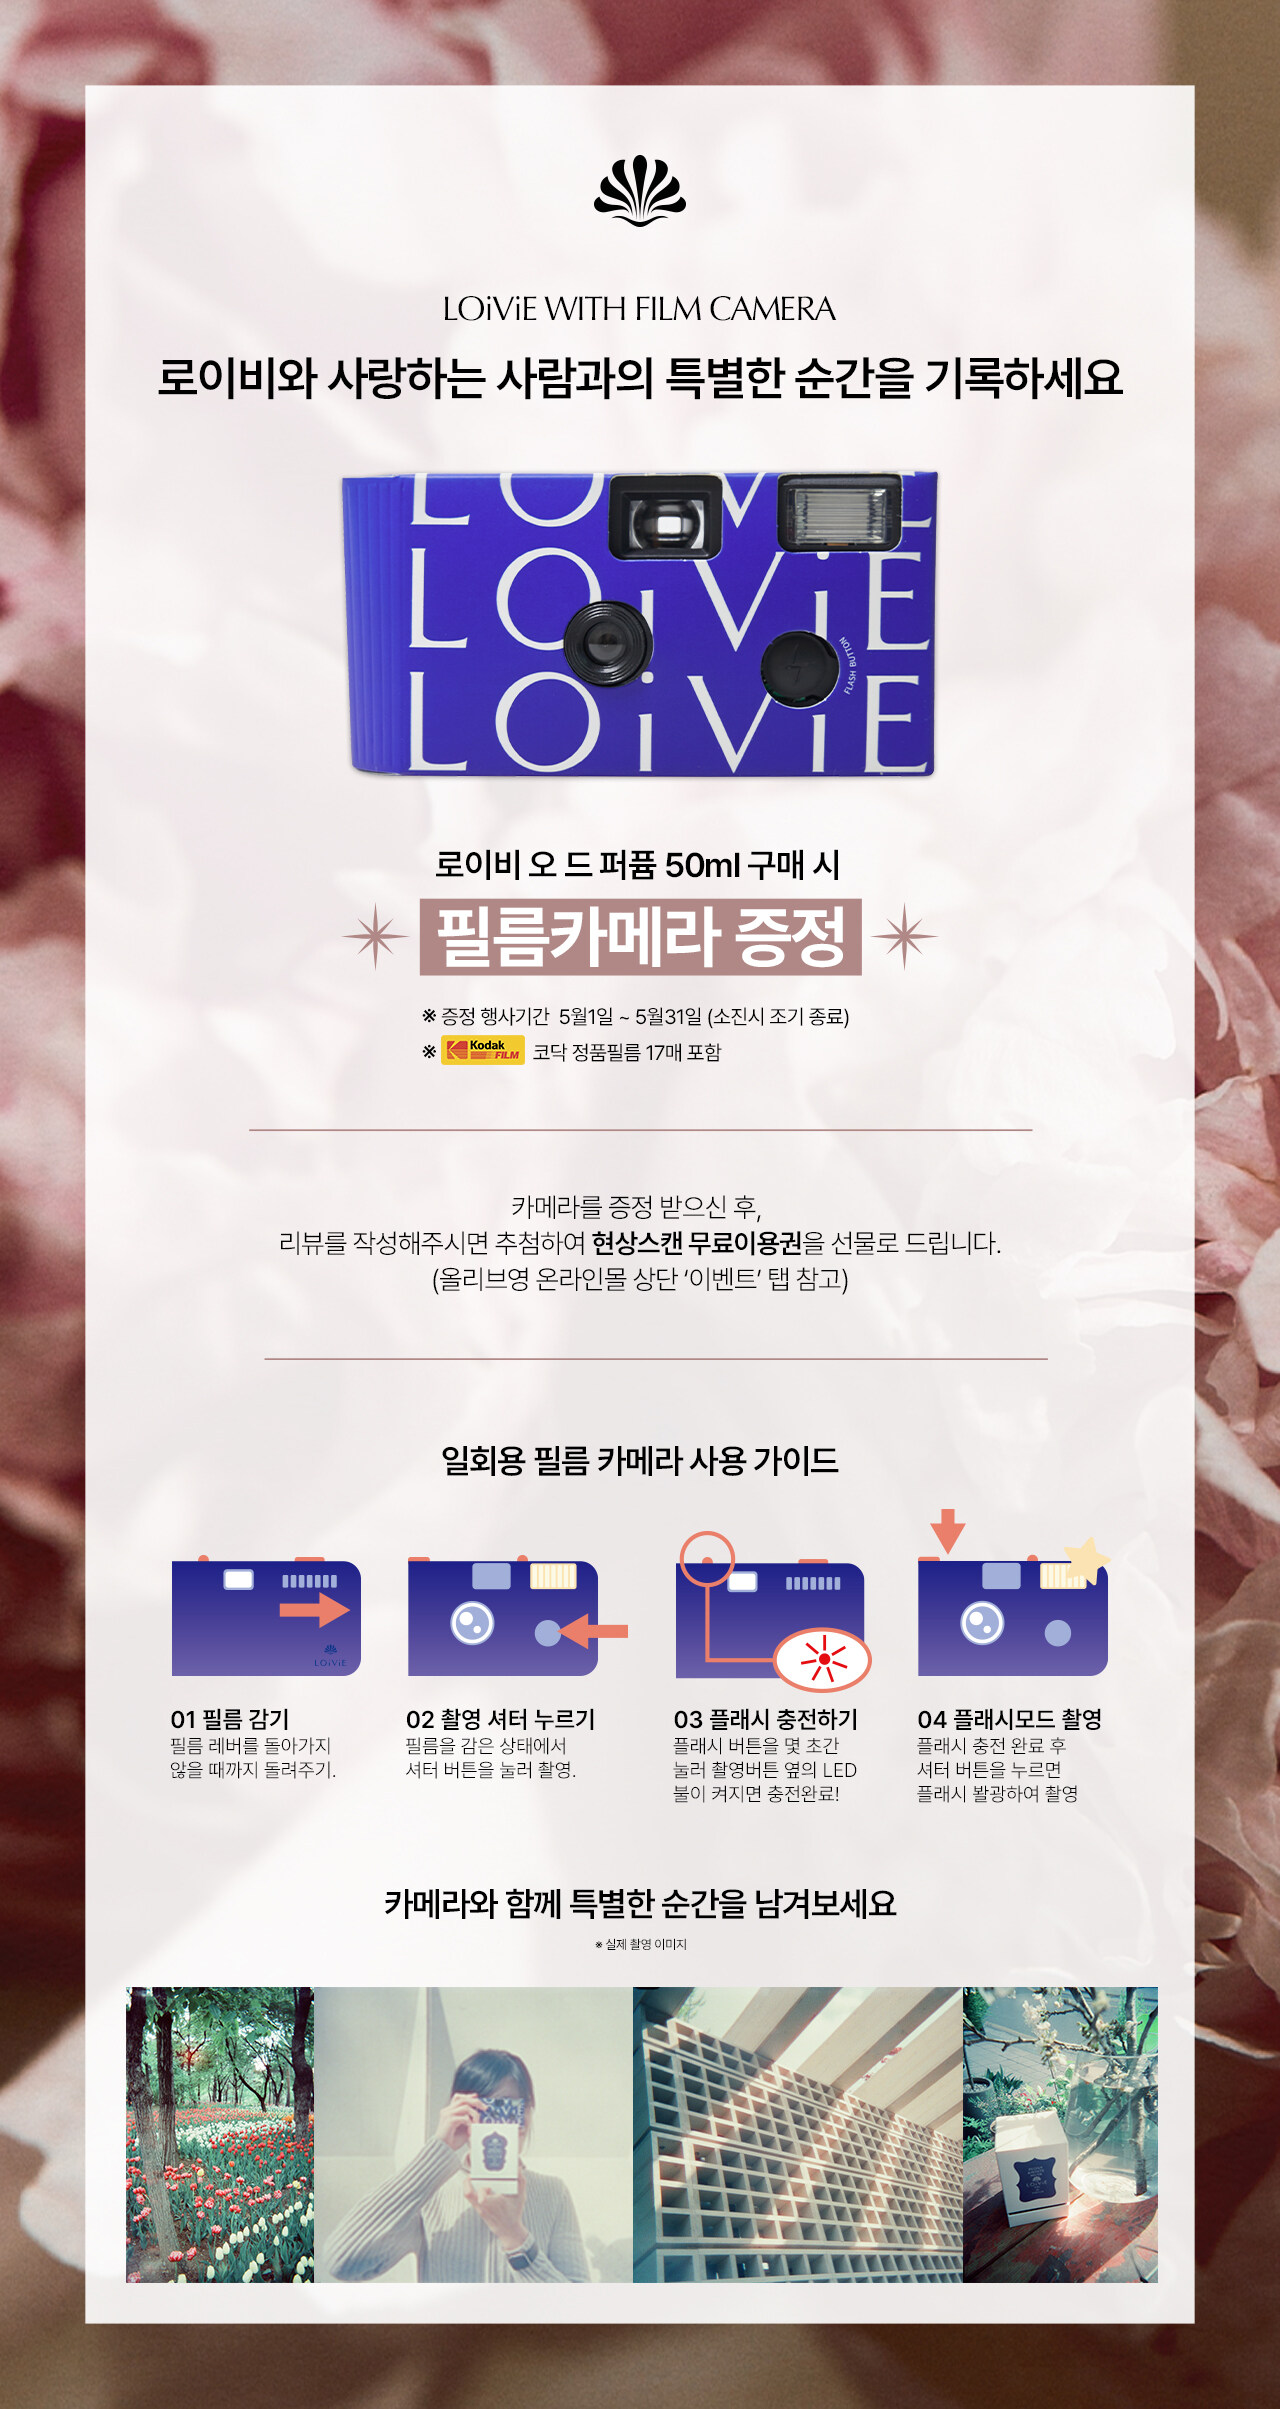 LOiViE WITH FILM CAMERA
로이비와 사랑하는 사람과의 특별한 순간을 기록하세요
LOiViE
LOiViE
LOiViE
FLASH BUTTON
로이비 오 드 퍼퓸 50ml 구매 시
필름카메라 증정
※ 증정 행사기간 5월1일 ~ 5월31일 (소진시 조기 종료)
※ Kodak FILM 코닥 정품필름 17매 포함
카메라를 증정 받으신 후,
리뷰를 작성해주시면 추첨하여 현상스캔 무료이용권을 선물로 드립니다.
(올리브영 온라인몰 상단 ‘이벤트’ 탭 참고)
일회용 필름 카메라 사용 가이드
LOiViE
01 필름 감기
필름 레버를 돌아가지
않을 때까지 돌려주기.
02 촬영 셔터 누르기
필름을 감은 상태에서
셔터 버튼을 눌러 촬영.
03 플래시 충전하기
플래시 버튼을 몇 초간
눌러 촬영버튼 옆의 LED
불이 켜지면 충전완료!
04 플래시모드 촬영
플래시 충전 완료 후
셔터 버튼을 누르면
플래시 봘광하여 촬영
카메라와 함께 특별한 순간을 남겨보세요
※ 실제 촬영 이미지
LOiViE